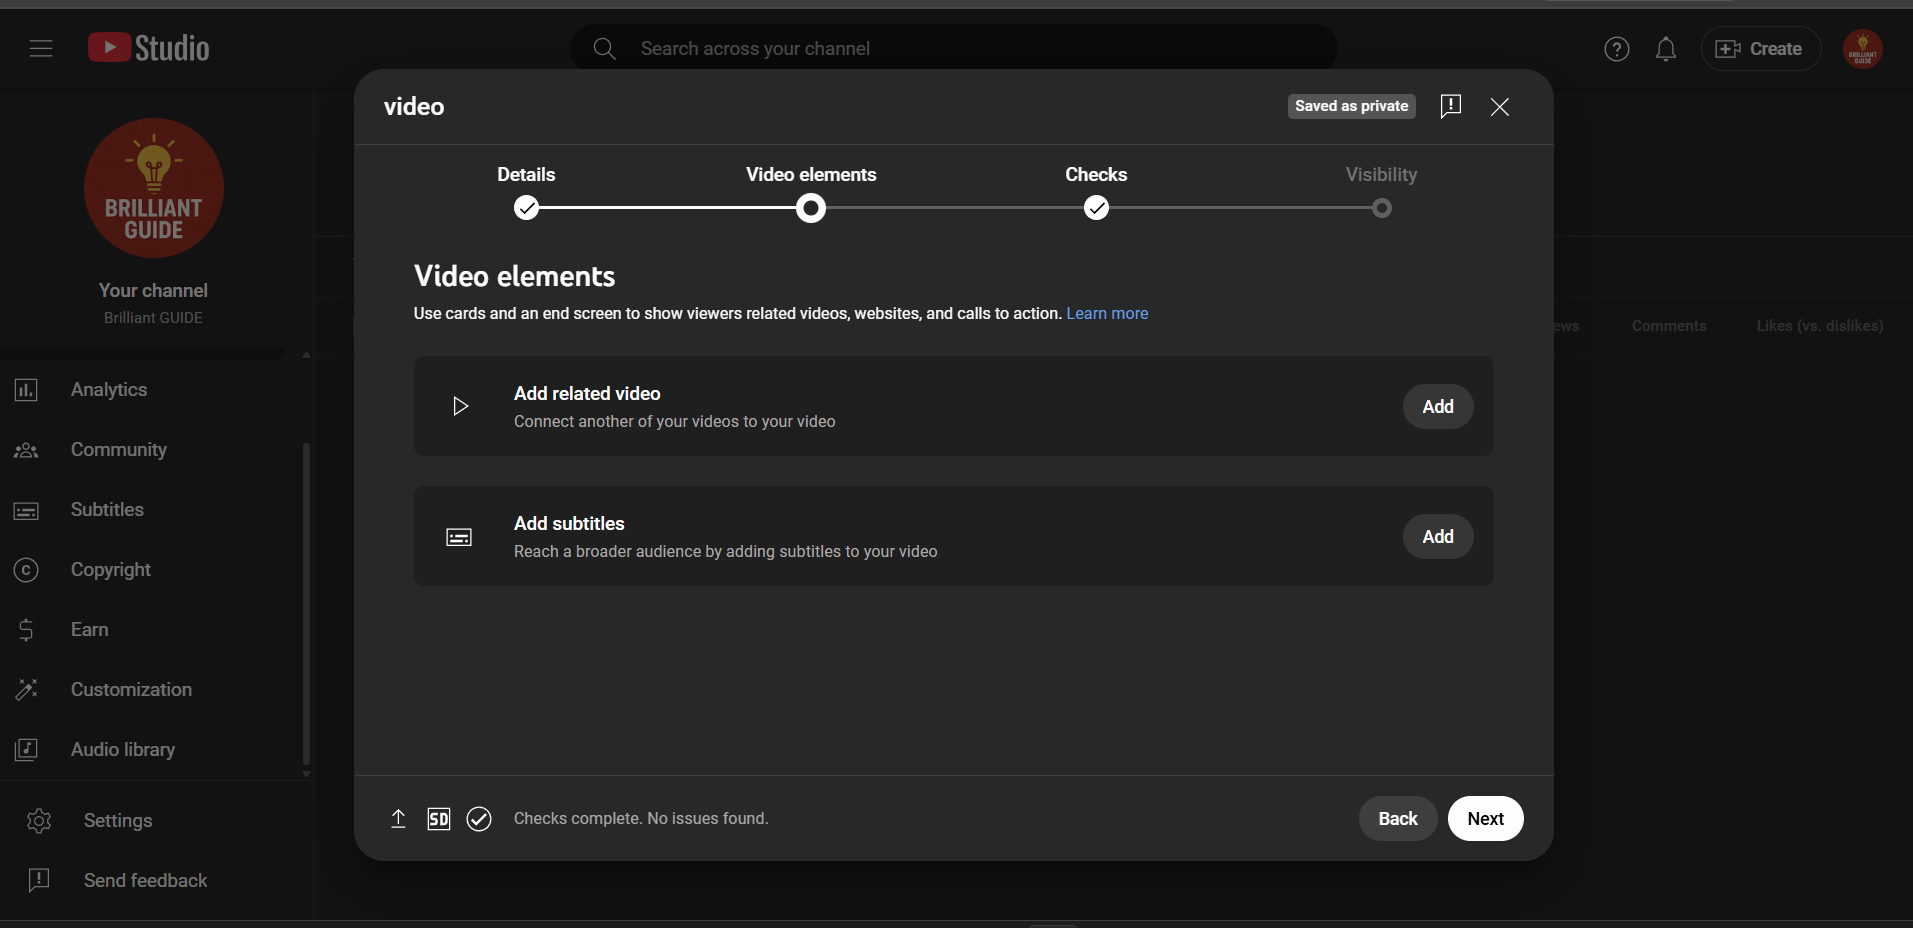 Studio
Search across your channel
Create
BRILLIANT
GUIDE
video
Saved as private
Details
Video elements
Checks
Visibility
BRILLIANT
GUIDE
Your channel
Brilliant GUIDE
Video elements
Use cards and an end screen to show viewers related videos, websites, and calls to action. Learn more
Comments
Likes (vs. dislikes)
Add related video
Connect another of your videos to your video
Add
Add subtitles
Reach a broader audience by adding subtitles to your video
Add
Analytics
Community
Subtitles
Copyright
Earn
Customization
Audio library
Settings
Send feedback
SD
Checks complete. No issues found.
Back
Next